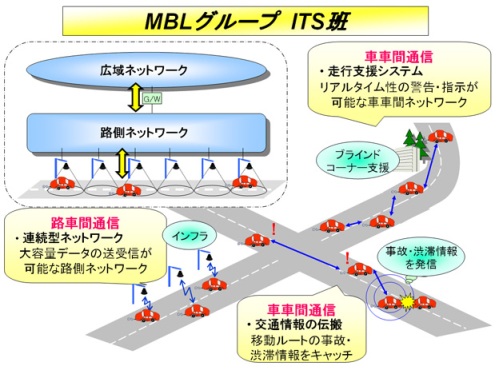 MBLグループ ITS班
広域ネットワーク
G/W
路側ネットワーク
車車間通信
・走行支援システム
リアルタイム性の警告・指示が
可能な車車間ネットワーク
ブラインド
コーナー支援
路車間通信
・連続型ネットワーク
大容量データの送受信が
可能な路側ネットワーク
インフラ
!
!
事故・渋滞情報
を発信
車車間通信
・交通情報の伝搬
移動ルートの事故・
渋滞情報をキャッチ